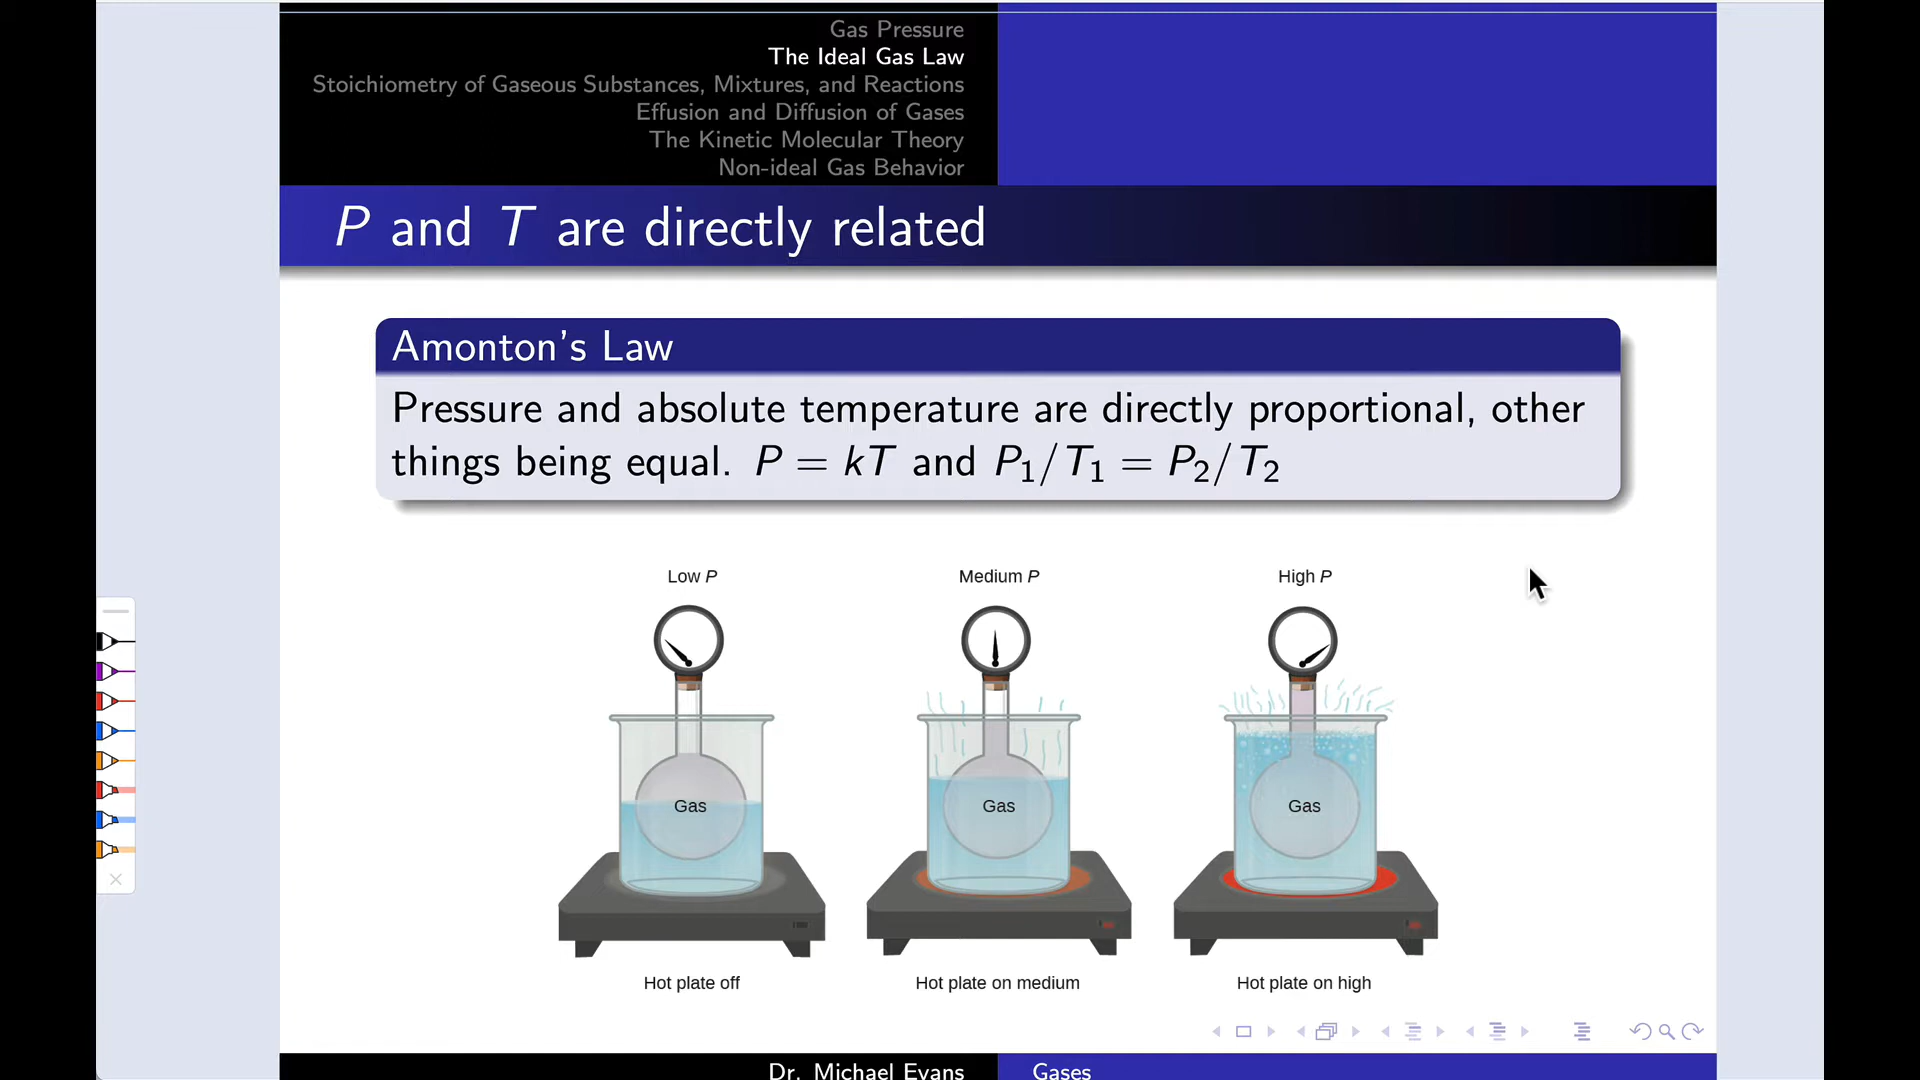 Gas Pressure
The Ideal Gas Law
Stoichiometry of Gaseous Substances, Mixtures, and Reactions
Effusion and Diffusion of Gases
The Kinetic Molecular Theory
Non-ideal Gas Behavior
P and T are directly related
Amonton's Law
Pressure and absolute temperature are directly proportional, other
things being equal. P = kT and P₁/T₁ = P₂/T₂
Low P
Medium P
High P
Gas
Gas
Gas
Hot plate off
Hot plate on medium
Hot plate on high
Dr. Michael Evans
Gases